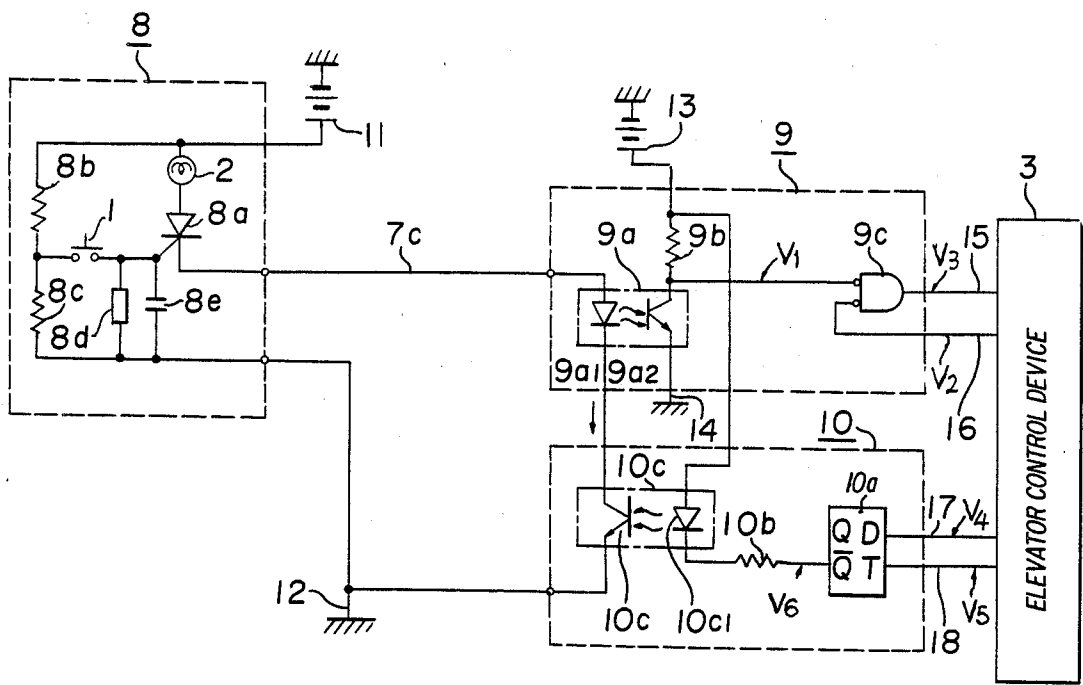 8
11
13
9
3
8b
2
1
8a
9a
9b
V1
9c
V3
15
7c
8c
8e
8d
9a1
9a2
V2
16
14
10
10c
10a
17
V4
10b
Q D
Q̅ T
12
10c
10c1
V6
V5
18
ELEVATOR CONTROL DEVICE